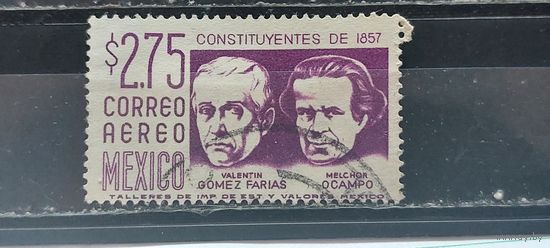 $2.75
CONSTITUYENTES DE 1857
CORREO
AEREO
MEXICO
VALENTIN
GOMEZ FARIAS
MELCHOR
OCAMPO
TALLERES DE IMP. DE EST. Y VALORES MEXICO